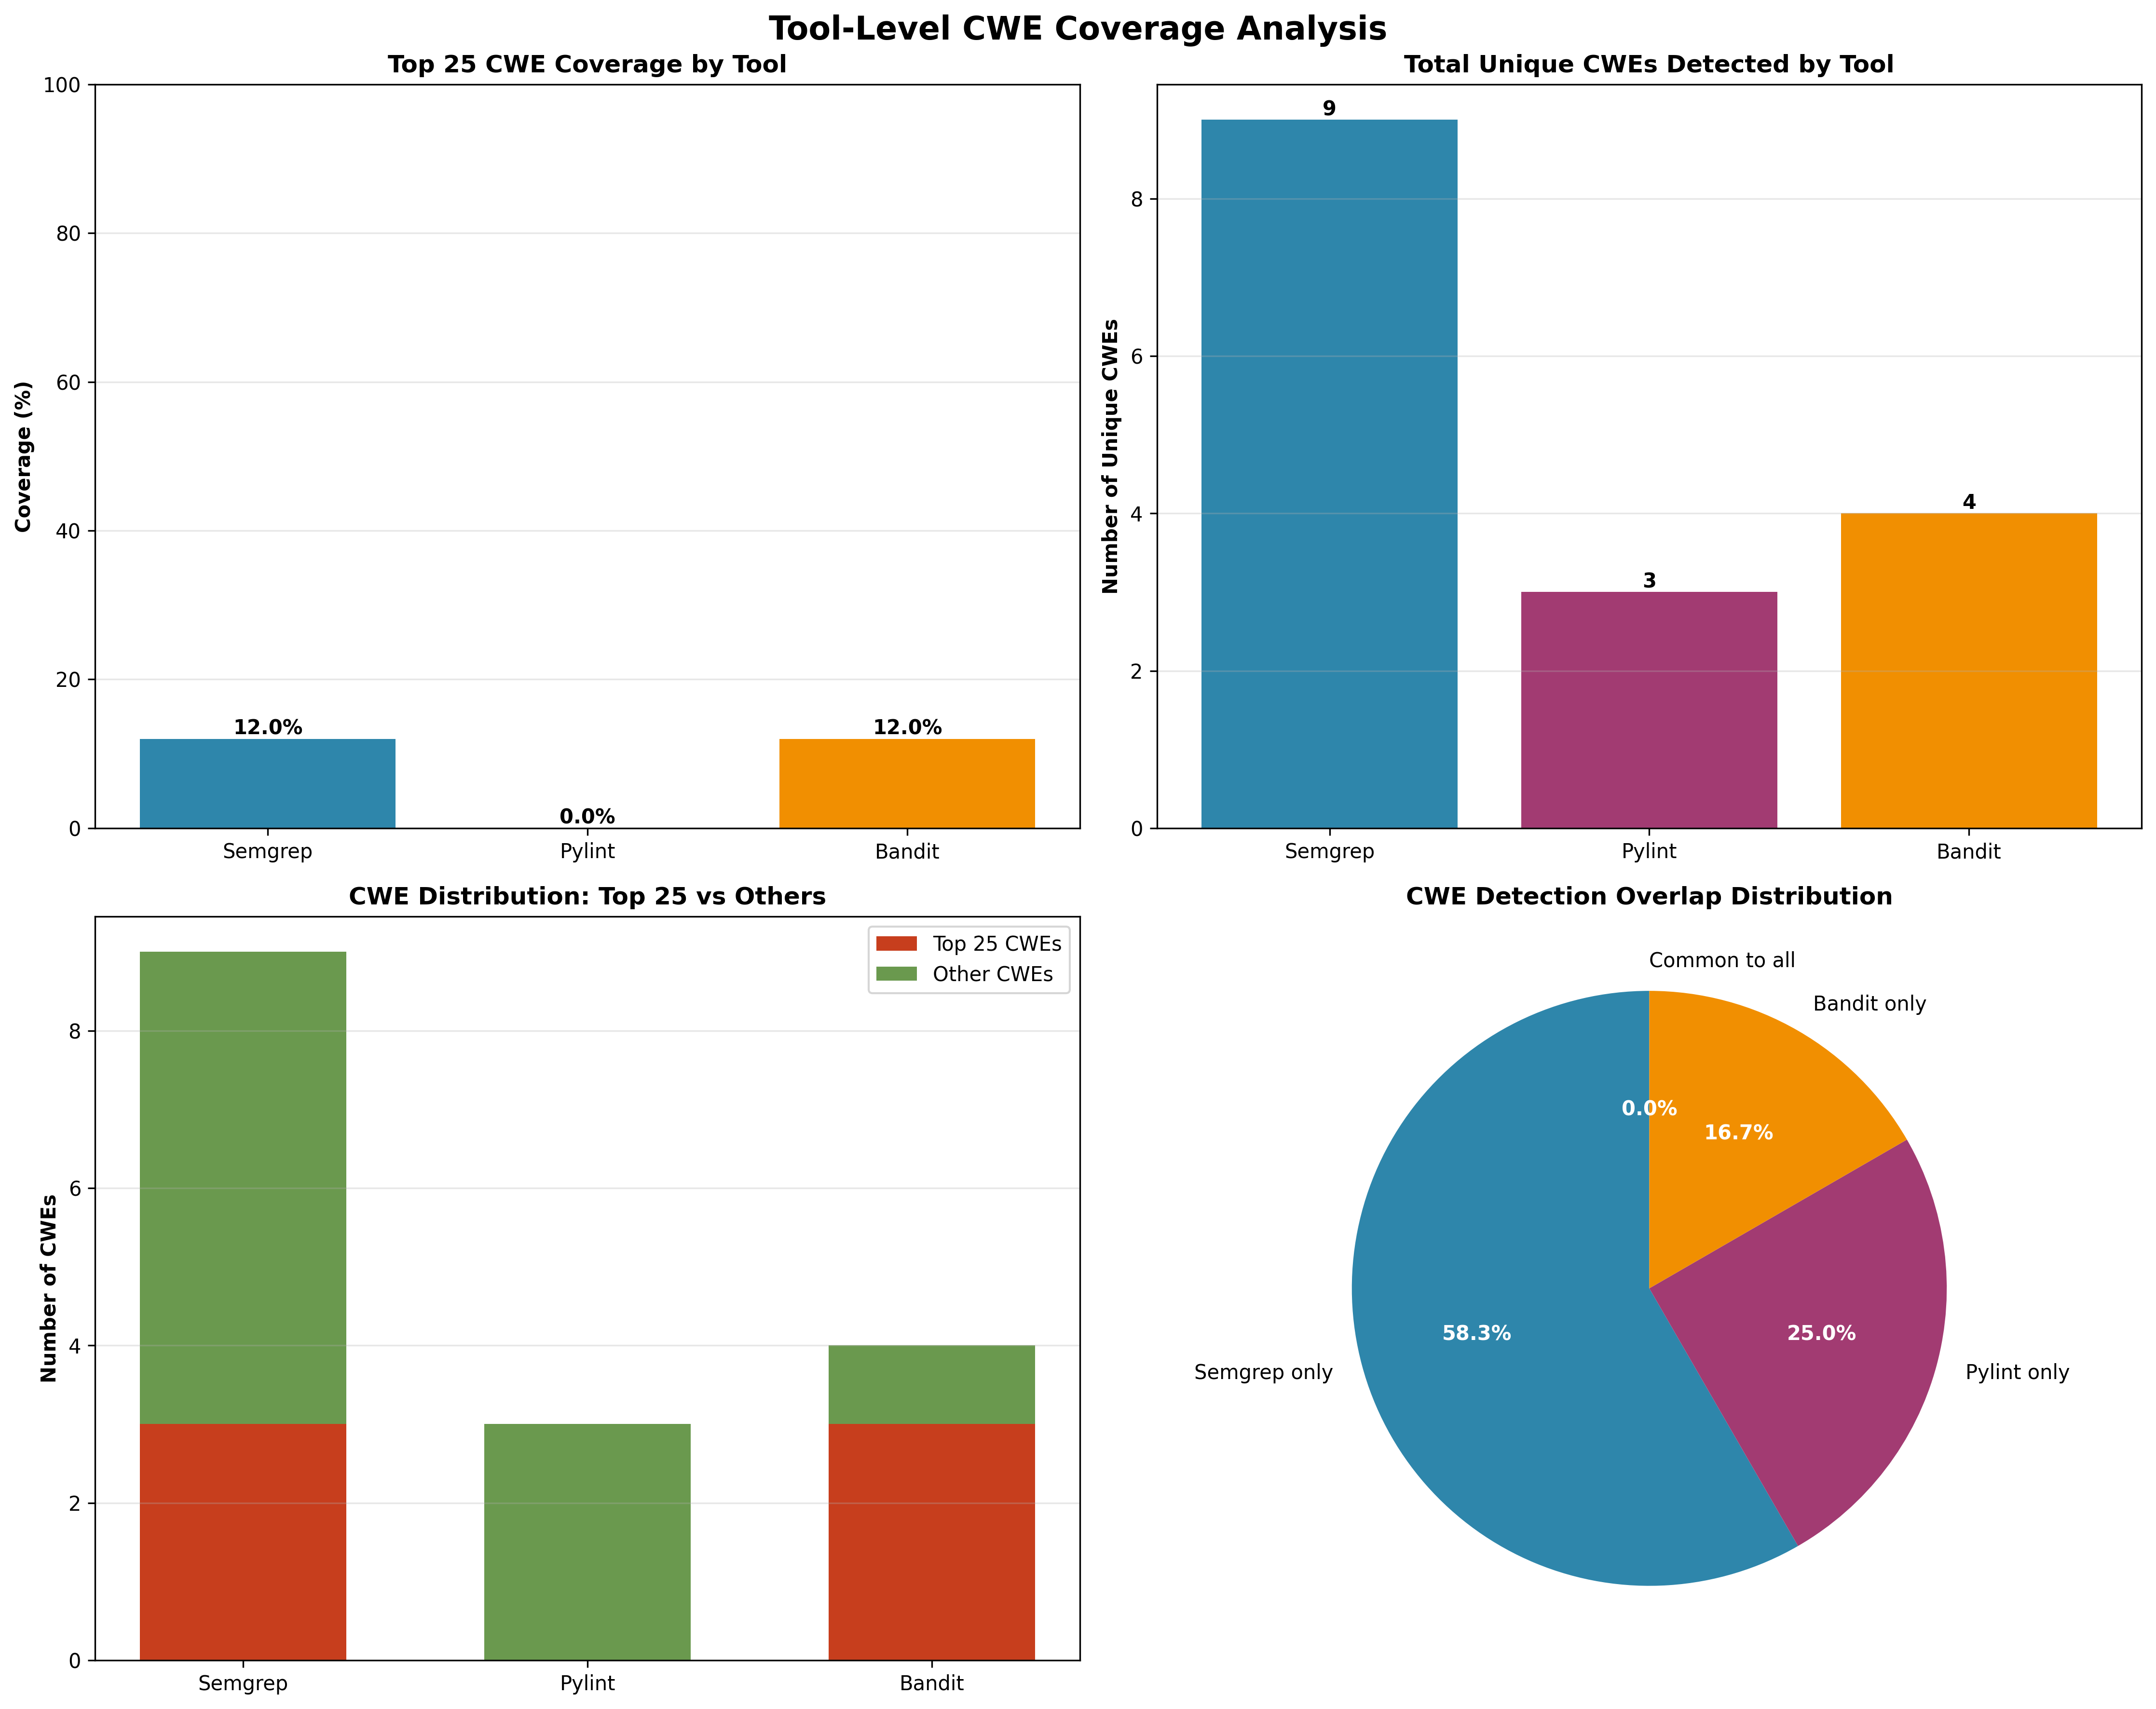 Tool-Level CWE Coverage Analysis
Top 25 CWE Coverage by Tool
Coverage (%)
100
80
60
40
20
0
12.0%
0.0%
12.0%
Semgrep
Pylint
Bandit
Total Unique CWEs Detected by Tool
Number of Unique CWEs
8
6
4
2
0
9
3
4
Semgrep
Pylint
Bandit
CWE Distribution: Top 25 vs Others
Number of CWEs
8
6
4
2
0
Top 25 CWEs
Other CWEs
Semgrep
Pylint
Bandit
CWE Detection Overlap Distribution
Common to all
Bandit only
0.0%
16.7%
58.3%
25.0%
Semgrep only
Pylint only